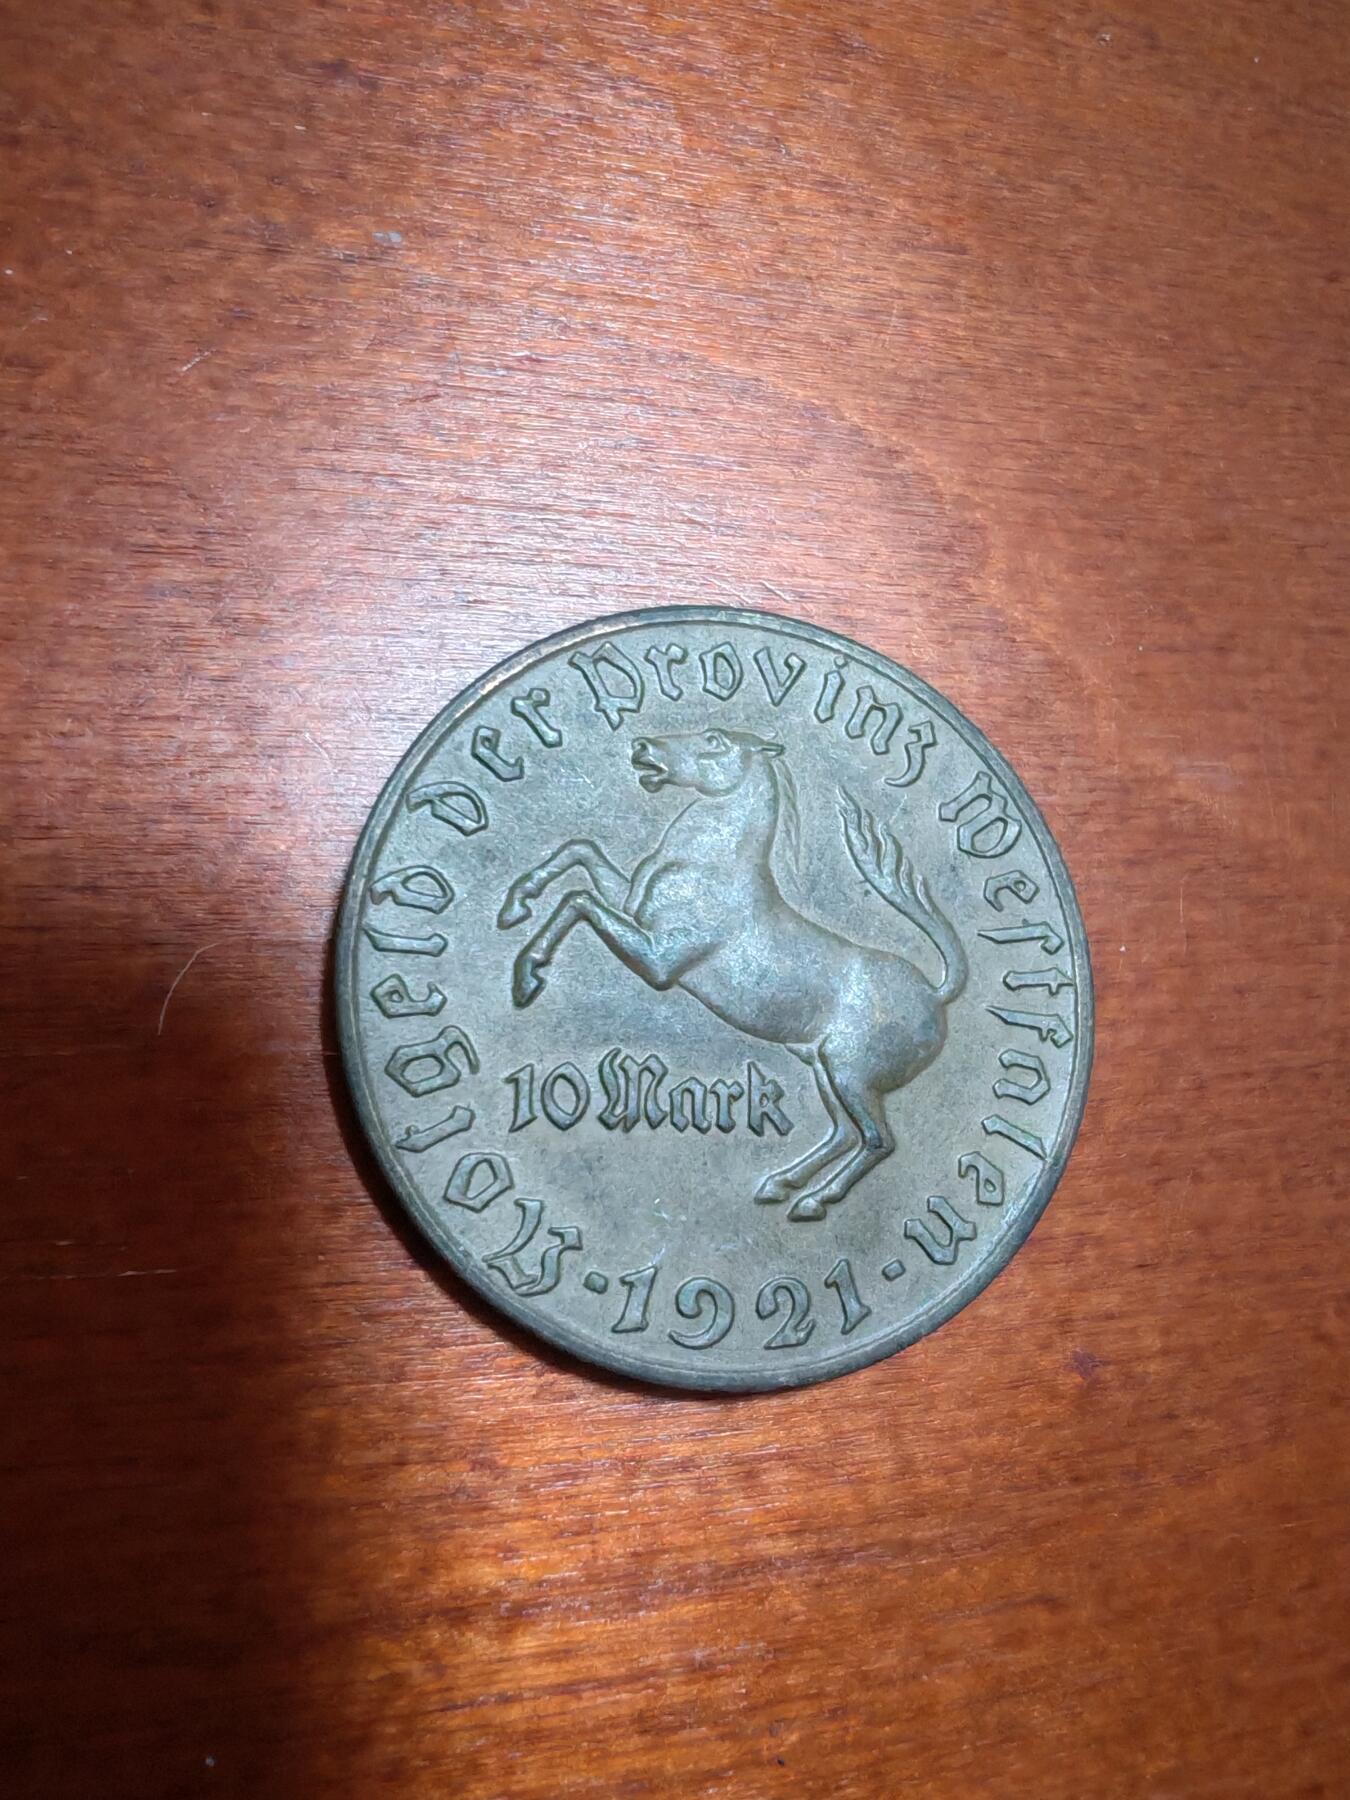 Notgeld der Provinz Westfalen
10 Mark
· 1921 ·